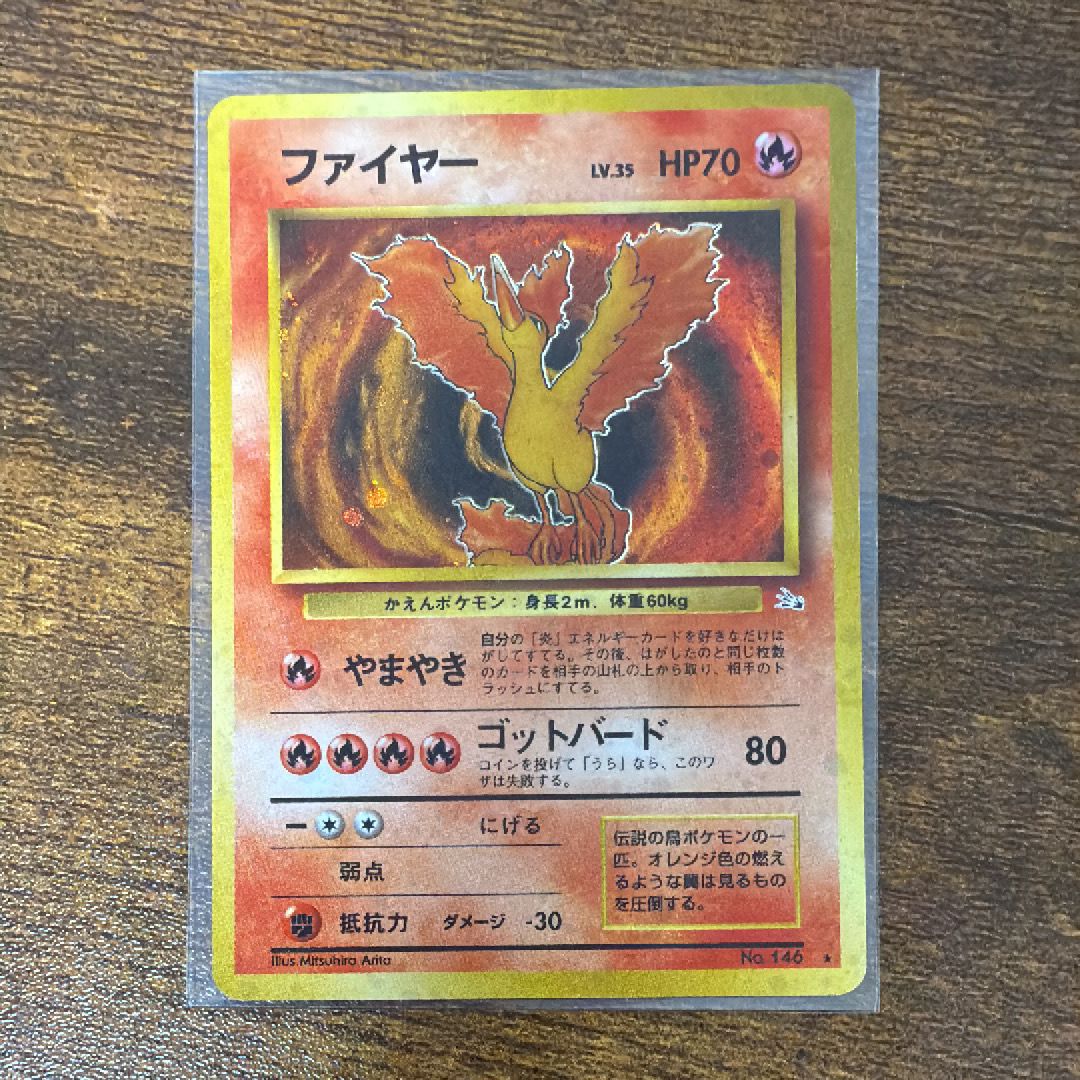 ファイヤー LV.35 HP70
かえんポケモン：身長2m．体重60kg
やまやき
自分の「炎」エネルギーカードを好きなだけは
がしてすてる。その後、はがしたのと同じ枚数
のカードを相手の山札の上から取り、相手のト
ラッシュにすてる。
ゴットバード 80
コインを投げて「うら」なら、このワ
ザは失敗する。
ー にげる
弱点
抵抗力 ダメージ -30
伝説の鳥ポケモンの一
匹。オレンジ色の燃え
るような翼は見るもの
を圧倒する。
Illus Mitsuhiro Arita
No. 146 ★